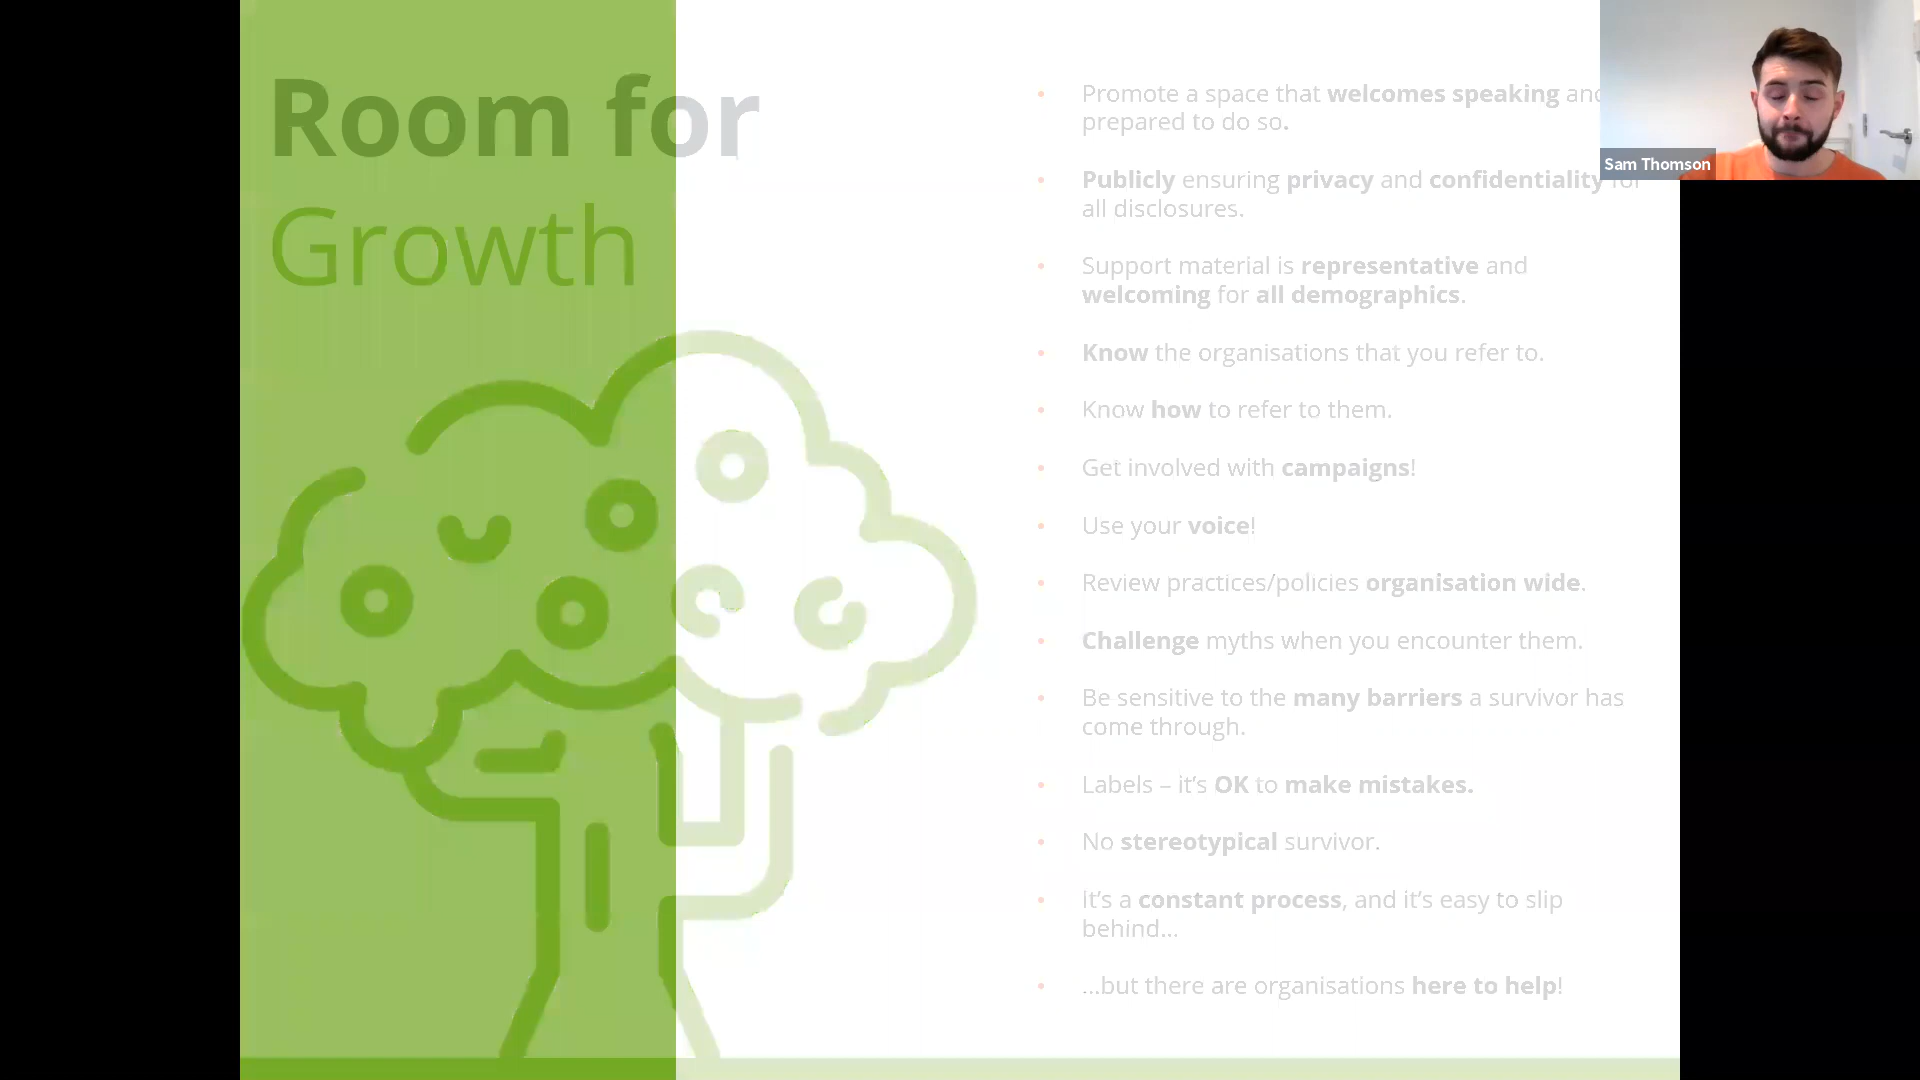 Room for
Growth
• Promote a space that welcomes speaking and
prepared to do so.
• Publicly ensuring privacy and confidentiality for
all disclosures.
• Support material is representative and
welcoming for all demographics.
• Know the organisations that you refer to.
• Know how to refer to them.
• Get involved with campaigns!
• Use your voice!
• Review practices/policies organisation wide.
• Challenge myths when you encounter them.
• Be sensitive to the many barriers a survivor has
come through.
• Labels – it’s OK to make mistakes.
• No stereotypical survivor.
• It’s a constant process, and it’s easy to slip
behind...
• ...but there are organisations here to help!
Sam Thomson